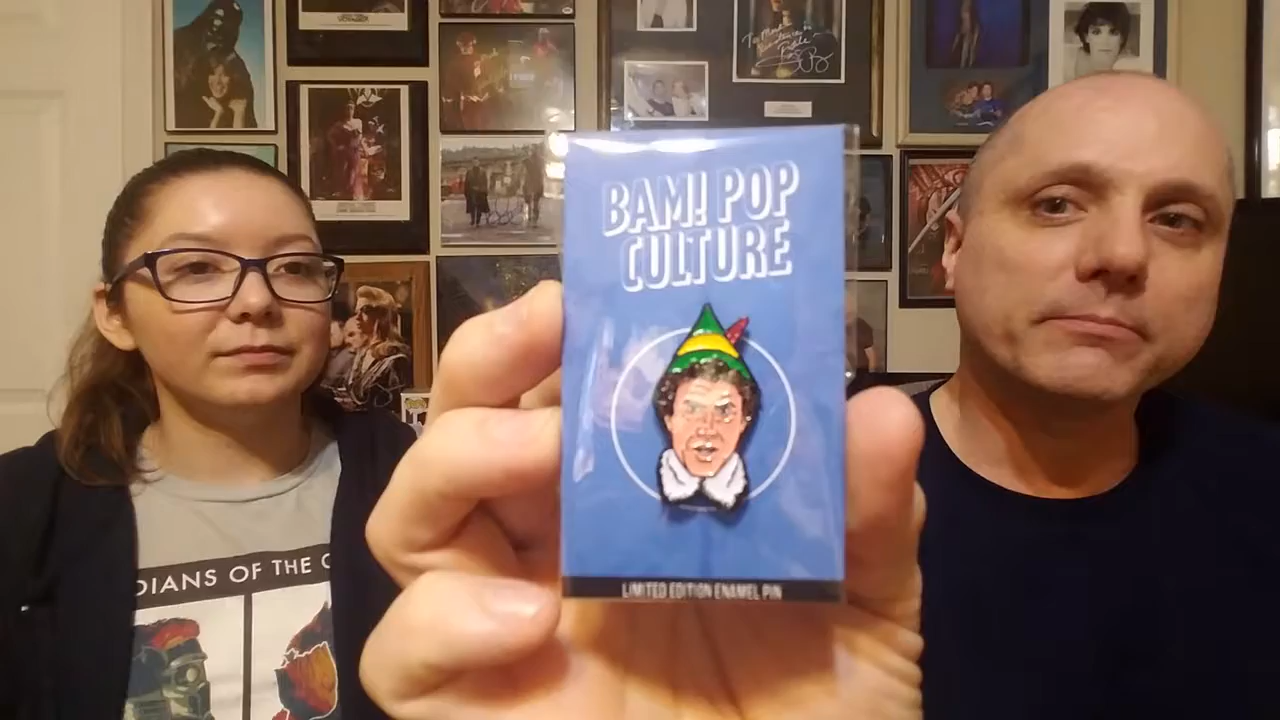 BAM! POP
CULTURE
LIMITED EDITION ENAMEL PIN
DIANS OF THE G